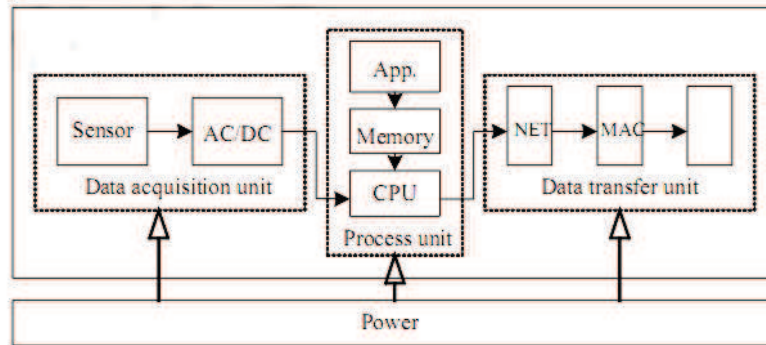 App.
Sensor
AC/DC
Memory
NET
MAC
CPU
Data acquisition unit
Data transfer unit
Process unit
Power